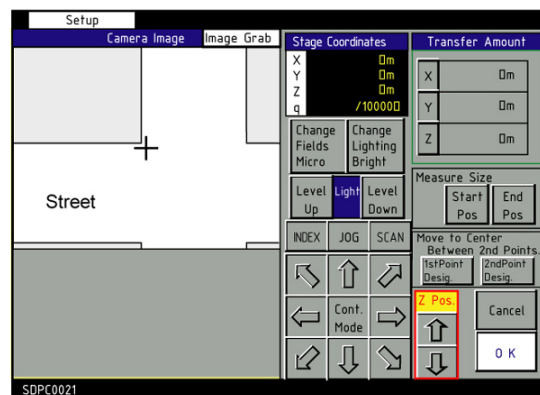 Setup
Camera Image
Image Grab
Street
SDPC0021
Stage Coordinates
X 0m
Y 0m
Z 0m
q /100000
Change Fields Micro
Change Lighting Bright
Level Up
Light
Level Down
INDEX
JOG
SCAN
Cont. Mode
Transfer Amount
X 0m
Y 0m
Z 0m
Measure Size
Start Pos
End Pos
Move to Center
Between 2nd Points.
1stPoint Desig.
2ndPoint Desig.
Z Pos.
Cancel
O K